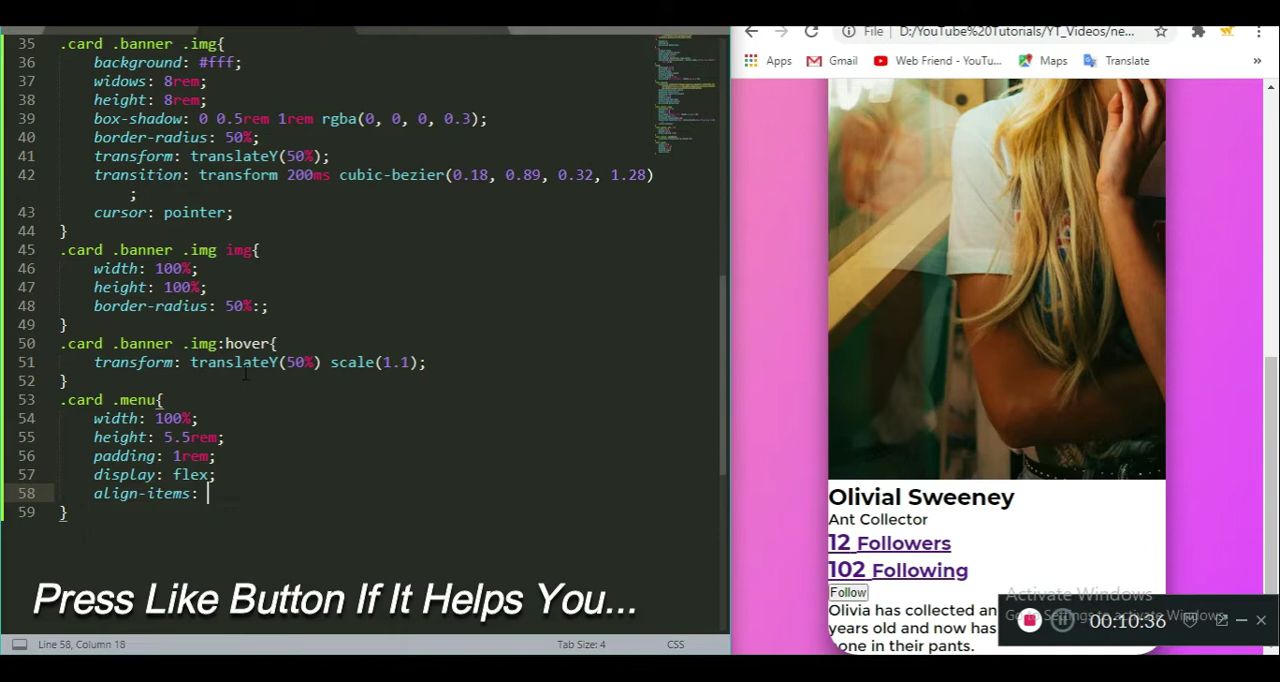 File D:/YouTube%20Tutorials/YT_Videos/ne...
Apps Gmail Web Friend - YouTu... Maps Translate »
35 .card .banner .img{
36 background: #fff;
37 widows: 8rem;
38 height: 8rem;
39 box-shadow: 0 0.5rem 1rem rgba(0, 0, 0, 0.3);
40 border-radius: 50%;
41 transform: translateY(50%);
42 transition: transform 200ms cubic-bezier(0.18, 0.89, 0.32, 1.28)
;
43 cursor: pointer;
44 }
45 .card .banner .img img{
46 width: 100%;
47 height: 100%;
48 border-radius: 50%:;
49 }
50 .card .banner .img:hover{
51 transform: translateY(50%) scale(1.1);
52 }
53 .card .menu{
54 width: 100%;
55 height: 5.5rem;
56 padding: 1rem;
57 display: flex;
58 align-items:
59 }
Press Like Button If It Helps You...
Line 58, Column 18
Tab Size: 4
CSS
Olivial Sweeney
Ant Collector
12 Followers
102 Following
Follow
Olivia has collected an
years old and now has
one in their pants.
Activate Windows
Go to Settings to activate Windows.
00:10:36